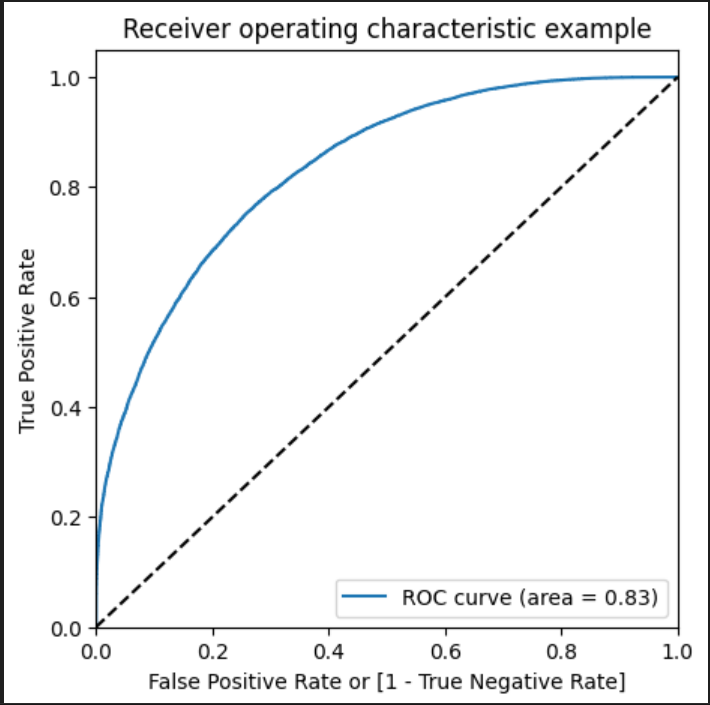 Receiver operating characteristic example
True Positive Rate
1.0
0.8
0.6
0.4
0.2
0.0
ROC curve (area = 0.83)
0.0 0.2 0.4 0.6 0.8 1.0
False Positive Rate or [1 - True Negative Rate]